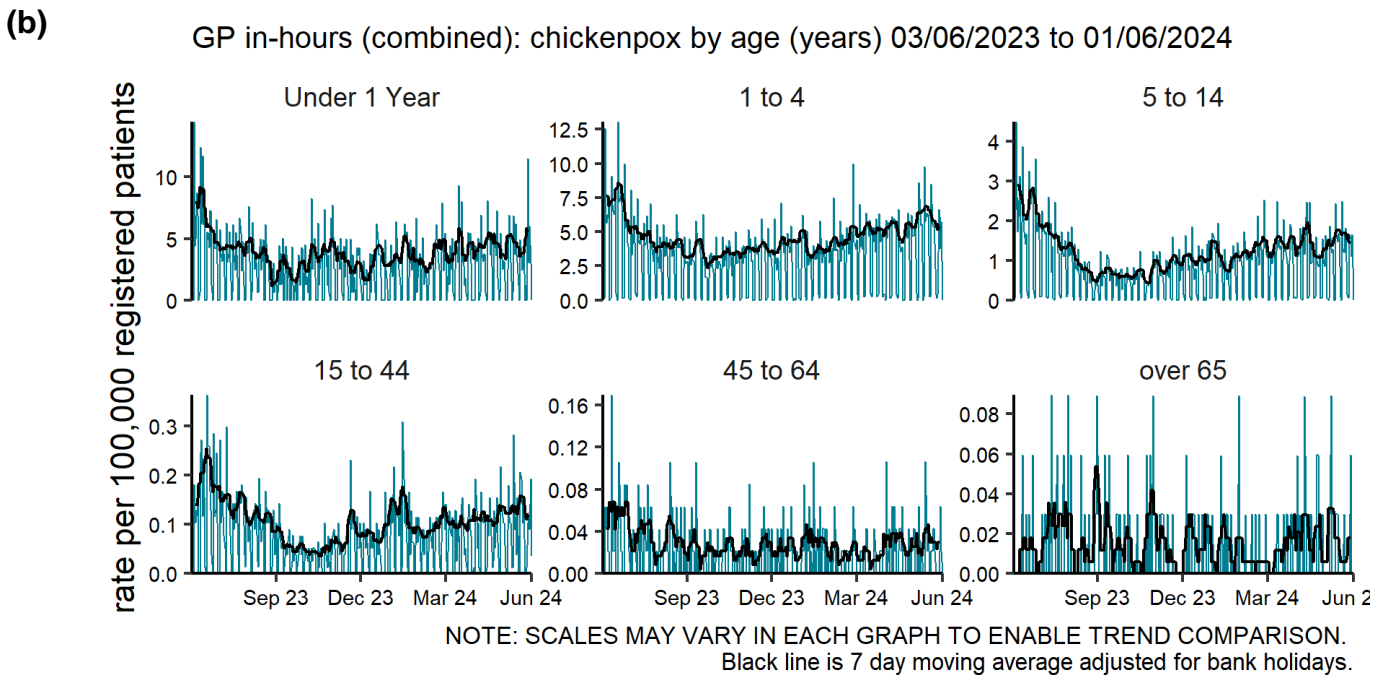 (b)
GP in-hours (combined): chickenpox by age (years) 03/06/2023 to 01/06/2024
rate per 100,000 registered patients
Under 1 Year
10
5
0
1 to 4
12.5
10.0
7.5
5.0
2.5
0.0
5 to 14
4
3
2
1
0
15 to 44
0.3
0.2
0.1
0.0
Sep 23 Dec 23 Mar 24 Jun 24
45 to 64
0.16
0.12
0.08
0.04
0.00
Sep 23 Dec 23 Mar 24 Jun 24
over 65
0.08
0.06
0.04
0.02
0.00
Sep 23 Dec 23 Mar 24 Jun 2
NOTE: SCALES MAY VARY IN EACH GRAPH TO ENABLE TREND COMPARISON.
Black line is 7 day moving average adjusted for bank holidays.